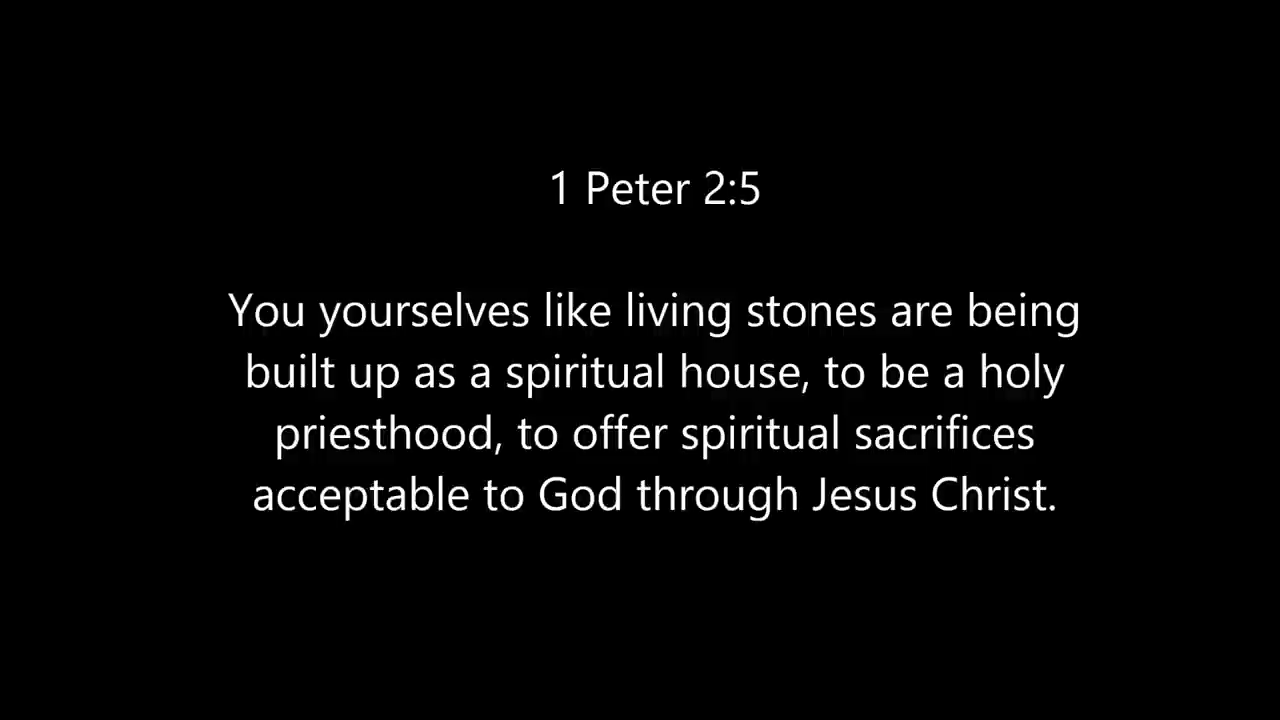 1 Peter 2:5
You yourselves like living stones are being
built up as a spiritual house, to be a holy
priesthood, to offer spiritual sacrifices
acceptable to God through Jesus Christ.